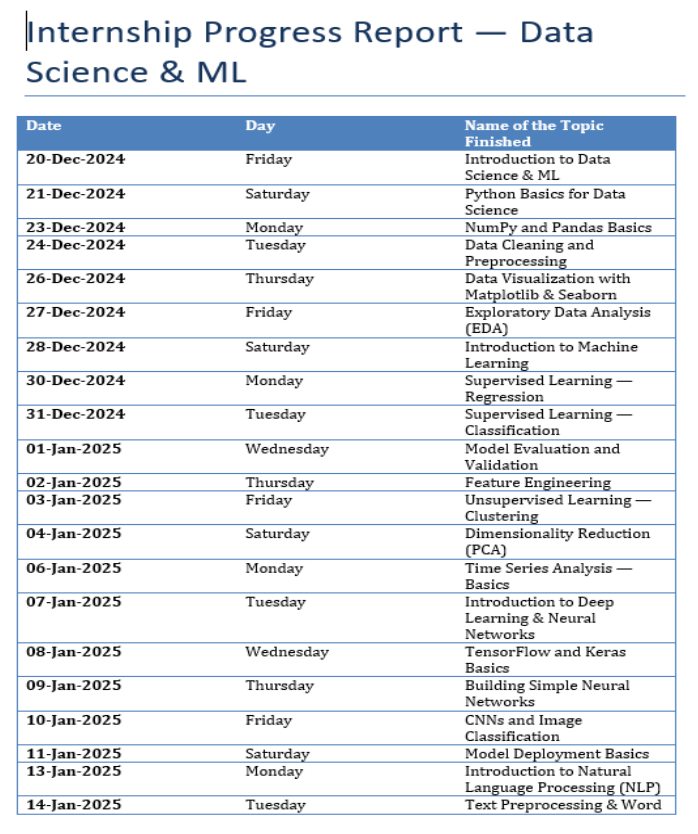 Internship Progress Report — Data
Science & ML
Date Day Name of the Topic
Finished
20-Dec-2024 Friday Introduction to Data
Science & ML
21-Dec-2024 Saturday Python Basics for Data
Science
23-Dec-2024 Monday NumPy and Pandas Basics
24-Dec-2024 Tuesday Data Cleaning and
Preprocessing
26-Dec-2024 Thursday Data Visualization with
Matplotlib & Seaborn
27-Dec-2024 Friday Exploratory Data Analysis
(EDA)
28-Dec-2024 Saturday Introduction to Machine
Learning
30-Dec-2024 Monday Supervised Learning —
Regression
31-Dec-2024 Tuesday Supervised Learning —
Classification
01-Jan-2025 Wednesday Model Evaluation and
Validation
02-Jan-2025 Thursday Feature Engineering
03-Jan-2025 Friday Unsupervised Learning —
Clustering
04-Jan-2025 Saturday Dimensionality Reduction
(PCA)
06-Jan-2025 Monday Time Series Analysis —
Basics
07-Jan-2025 Tuesday Introduction to Deep
Learning & Neural
Networks
08-Jan-2025 Wednesday TensorFlow and Keras
Basics
09-Jan-2025 Thursday Building Simple Neural
Networks
10-Jan-2025 Friday CNNs and Image
Classification
11-Jan-2025 Saturday Model Deployment Basics
13-Jan-2025 Monday Introduction to Natural
Language Processing (NLP)
14-Jan-2025 Tuesday Text Preprocessing & Word